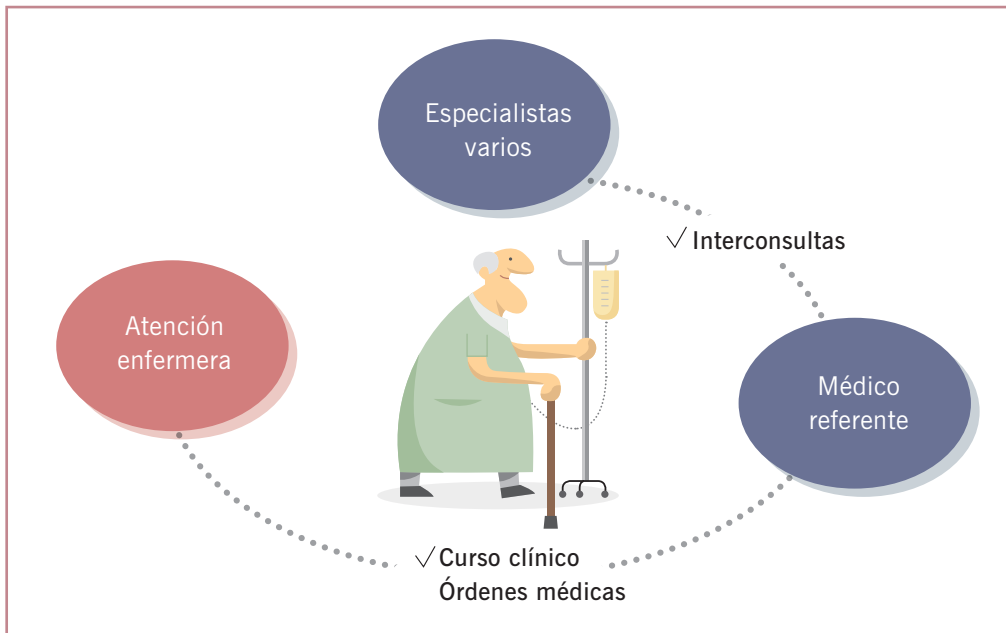 Especialistas
varios
✓ Interconsultas
Atención
enfermera
Médico
referente
✓ Curso clínico
Órdenes médicas